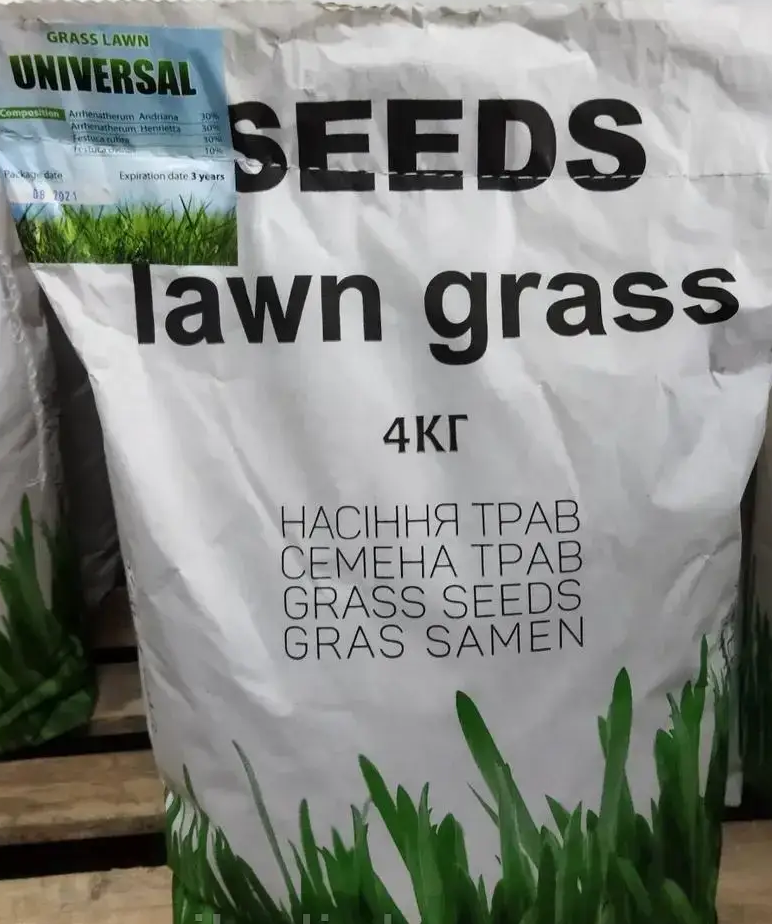 GRASS LAWN
UNIVERSAL
Composition Arrhenatherum Andriana 30%
Arrhenatherum Henrietta 30%
Festuca rubra 30%
Festuca 10%
Package date Expiration date 3 years
08 2021
SEEDS
lawn grass
4КГ
НАСІННЯ ТРАВ
СЕМЕНА ТРАВ
GRASS SEEDS
GRAS SAMEN